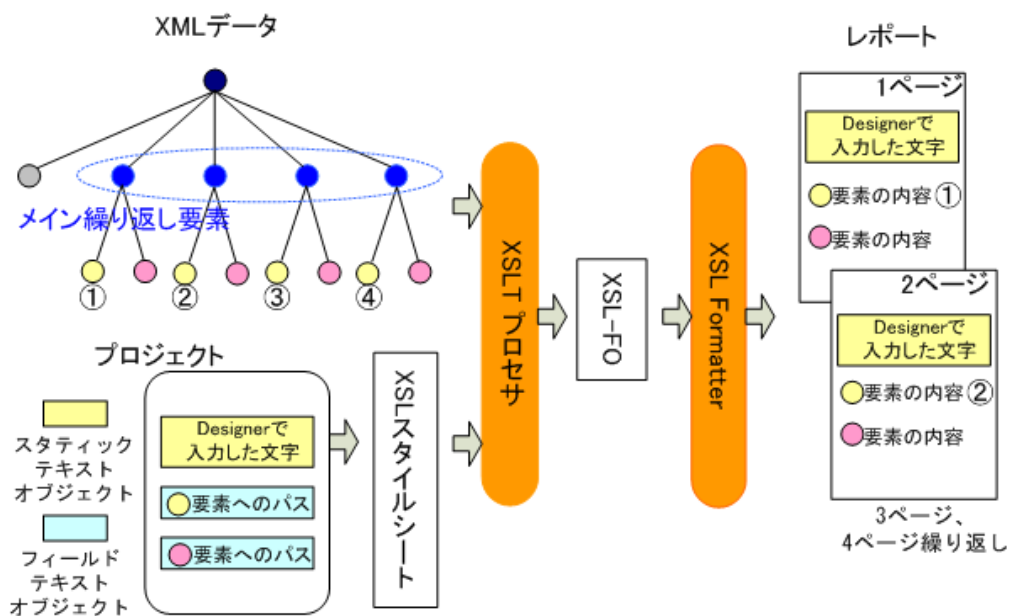 XMLデータ
メイン繰り返し要素
①
②
③
④
プロジェクト
スタティック
テキスト
オブジェクト
フィールド
テキスト
オブジェクト
Designerで
入力した文字
要素へのパス
要素へのパス
XSLスタイルシート
XSLT プロセサ
XSL-FO
XSL Formatter
レポート
1ページ
Designerで
入力した文字
要素の内容①
要素の内容
2ページ
Designerで
入力した文字
要素の内容②
要素の内容
3ページ、
4ページ繰り返し